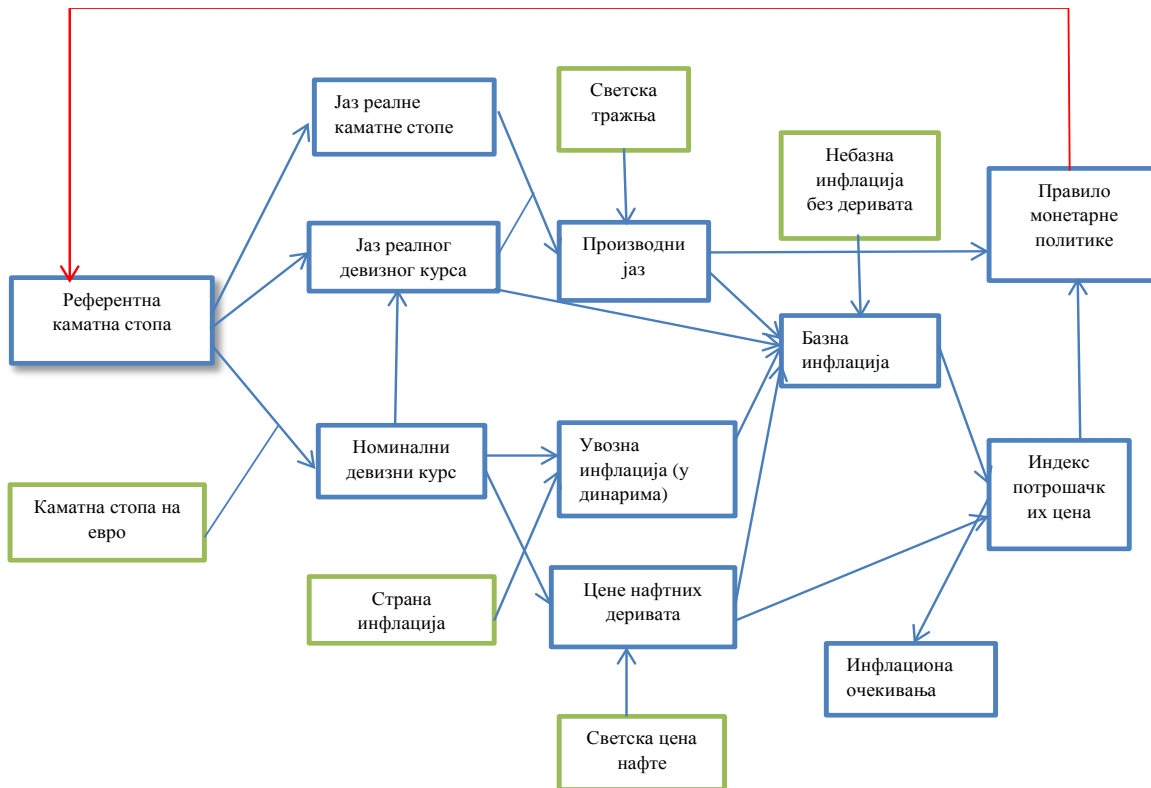 Јаз реалне
каматне стопе
Светска
тражња
Небазна
инфлација
без деривата
Правило
монетарне
политике
Јаз реалног
девизног курса
Производни
јаз
Референтна
каматна стопа
Базна
инфлација
Номинални
девизни курс
Увозна
инфлација (у
динарима)
Индекс
потрошачк
их цена
Каматна стопа на
евро
Страна
инфлација
Цене нафтних
деривата
Инфлациона
очекивања
Светска цена
нафте